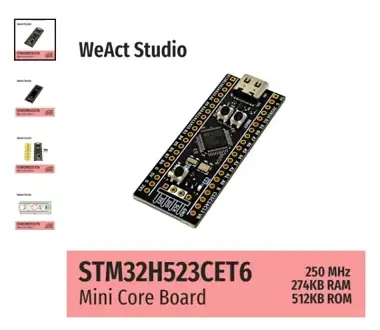 WeAct Studio
STM32H523CET6
Mini Core Board
250 MHz
274KB RAM
512KB ROM